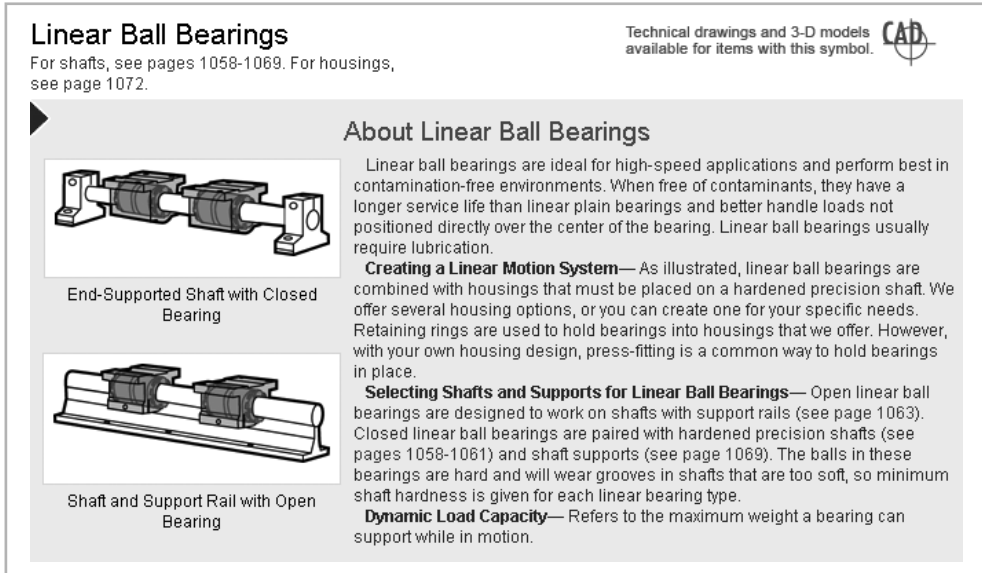 Linear Ball Bearings
For shafts, see pages 1058-1069. For housings,
see page 1072.
Technical drawings and 3-D models
available for items with this symbol.
CAD
About Linear Ball Bearings
Linear ball bearings are ideal for high-speed applications and perform best in
contamination-free environments. When free of contaminants, they have a
longer service life than linear plain bearings and better handle loads not
positioned directly over the center of the bearing. Linear ball bearings usually
require lubrication.
Creating a Linear Motion System— As illustrated, linear ball bearings are
combined with housings that must be placed on a hardened precision shaft. We
offer several housing options, or you can create one for your specific needs.
Retaining rings are used to hold bearings into housings that we offer. However,
with your own housing design, press-fitting is a common way to hold bearings
in place.
Selecting Shafts and Supports for Linear Ball Bearings— Open linear ball
bearings are designed to work on shafts with support rails (see page 1063).
Closed linear ball bearings are paired with hardened precision shafts (see
pages 1058-1061) and shaft supports (see page 1069). The balls in these
bearings are hard and will wear grooves in shafts that are too soft, so minimum
shaft hardness is given for each linear bearing type.
Dynamic Load Capacity— Refers to the maximum weight a bearing can
support while in motion.
End-Supported Shaft with Closed
Bearing
Shaft and Support Rail with Open
Bearing